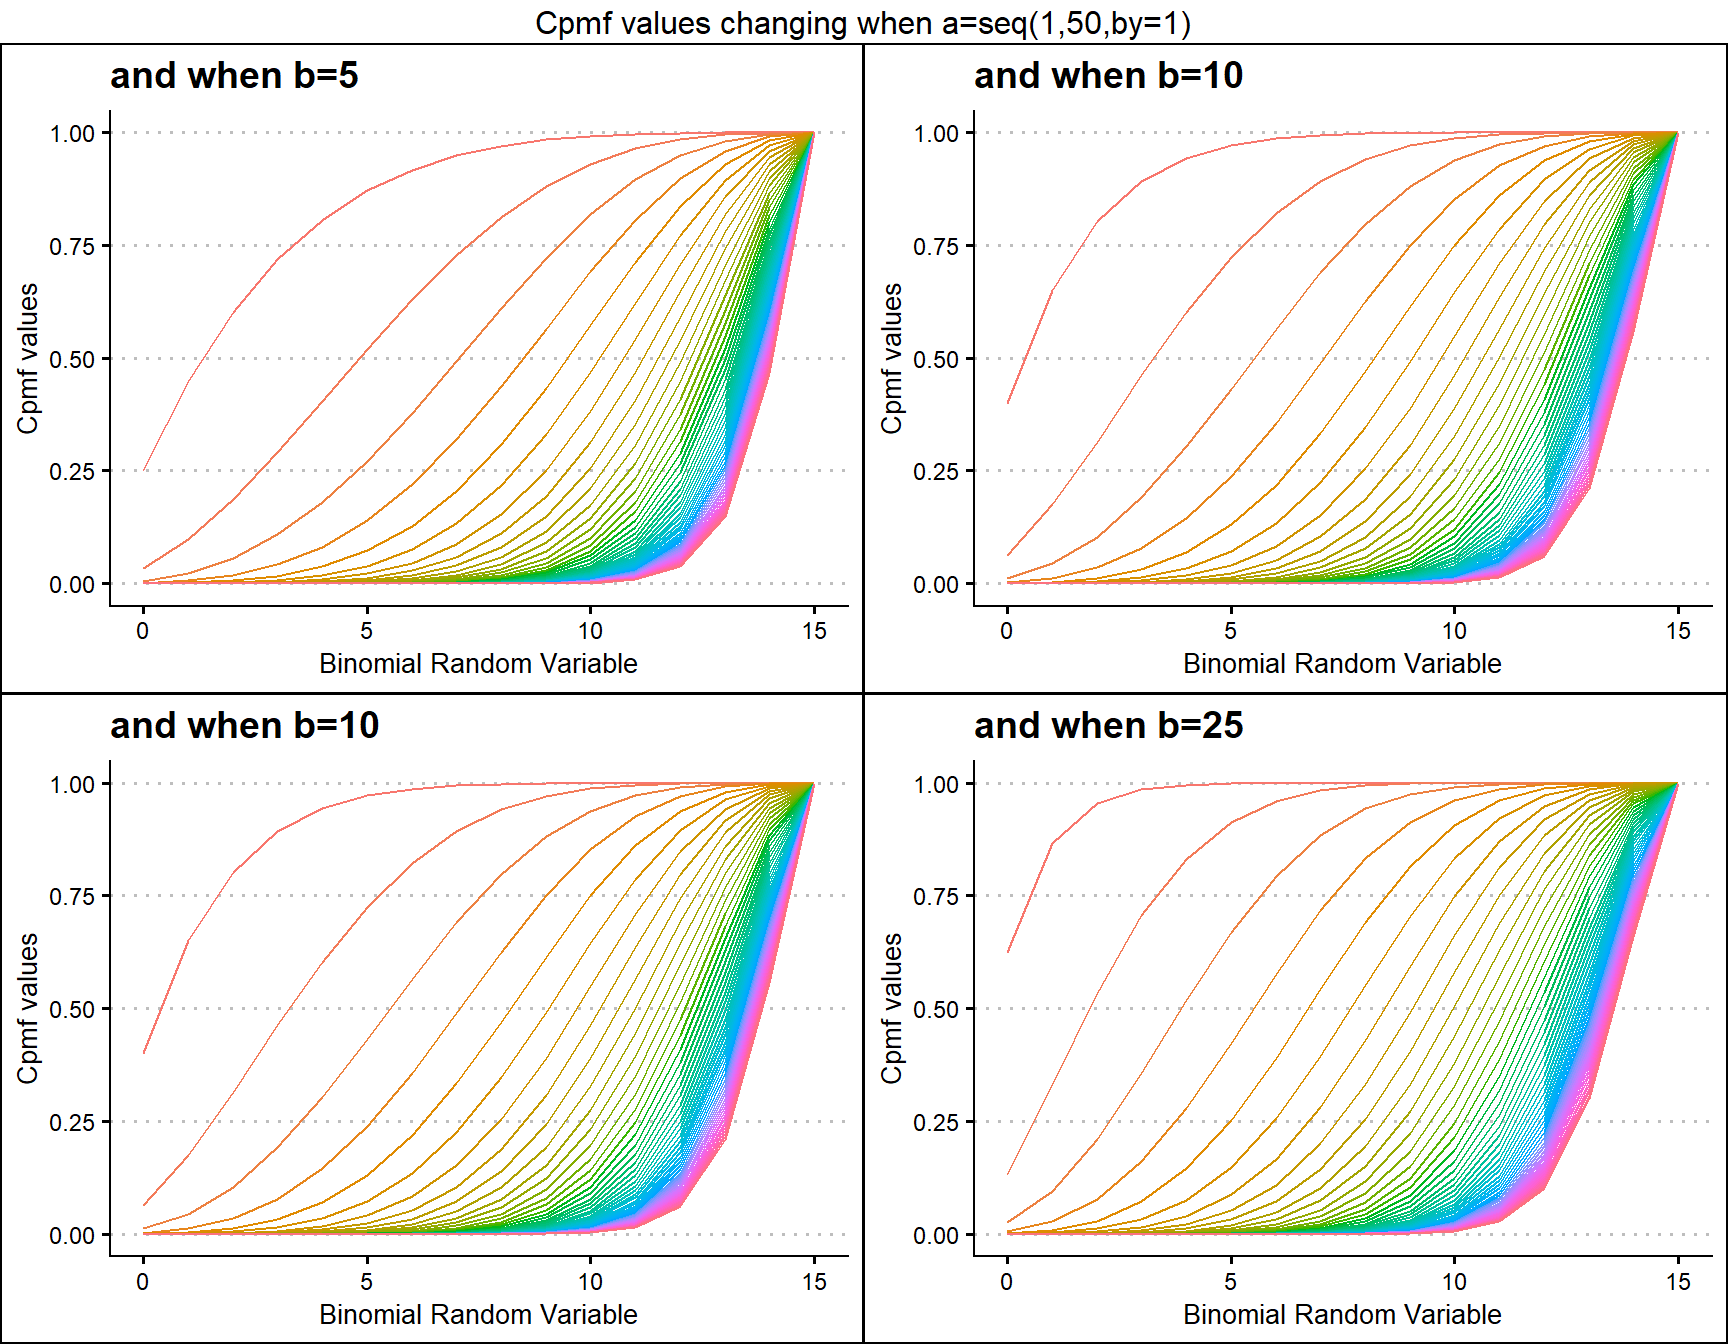 Cpmf values changing when a=seq(1,50,by=1)
and when b=5
Cpmf values
1.00
0.75
0.50
0.25
0.00
0 5 10 15
Binomial Random Variable
and when b=10
Cpmf values
1.00
0.75
0.50
0.25
0.00
0 5 10 15
Binomial Random Variable
and when b=10
Cpmf values
1.00
0.75
0.50
0.25
0.00
0 5 10 15
Binomial Random Variable
and when b=25
Cpmf values
1.00
0.75
0.50
0.25
0.00
0 5 10 15
Binomial Random Variable